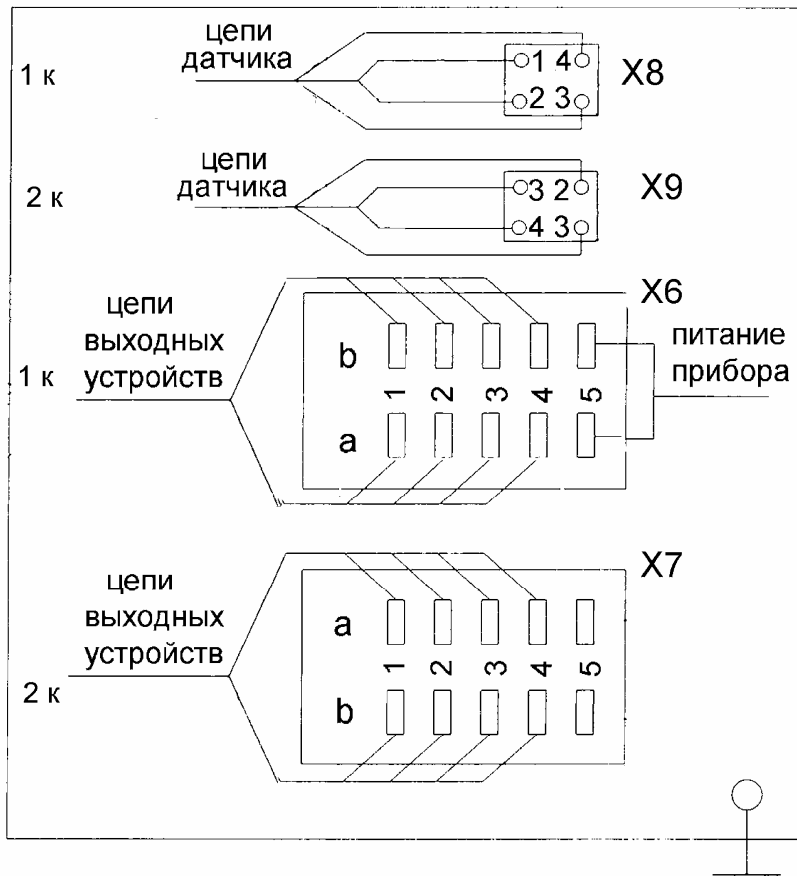 цепи
датчика
1 к
1 4
2 3
X8
цепи
датчика
2 к
3 2
4 3
X9
X6
цепи
выходных
устройств
1 к
b
1 2 3 4 5
a
питание
прибора
X7
цепи
выходных
устройств
2 к
a
1 2 3 4 5
b